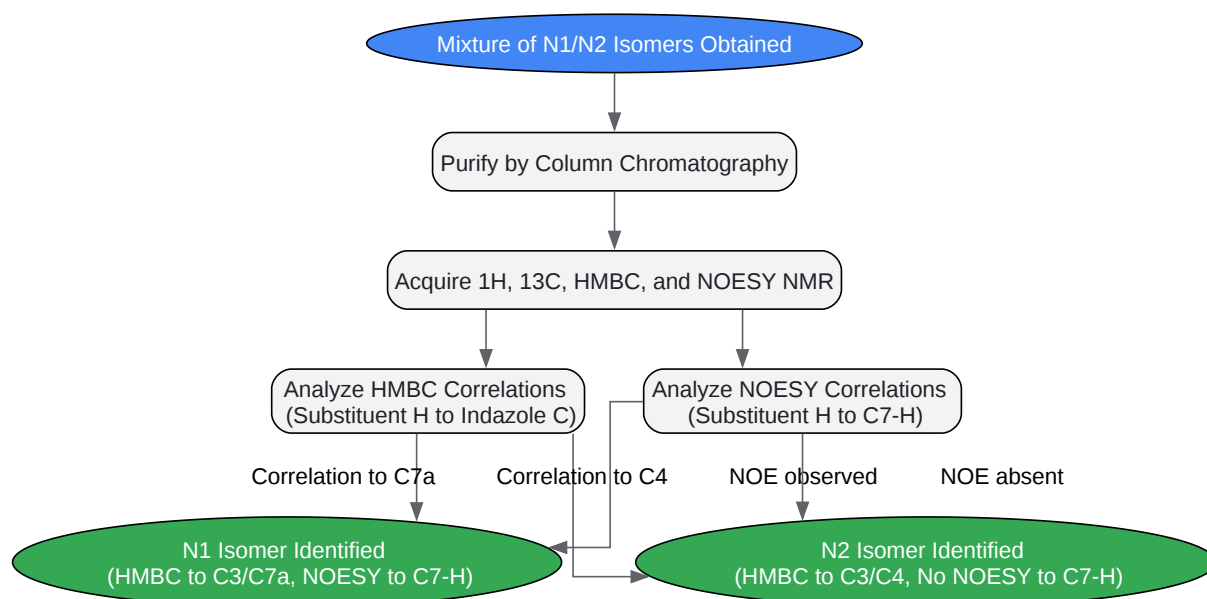 Mixture of N1/N2 Isomers Obtained
Purify by Column Chromatography
Acquire 1H, 13C, HMBC, and NOESY NMR
Analyze HMBC Correlations
(Substituent H to Indazole C)
Analyze NOESY Correlations
(Substituent H to C7-H)
Correlation to C7a
Correlation to C4
NOE observed
NOE absent
N1 Isomer Identified
(HMBC to C3/C7a, NOESY to C7-H)
N2 Isomer Identified
(HMBC to C3/C4, No NOESY to C7-H)